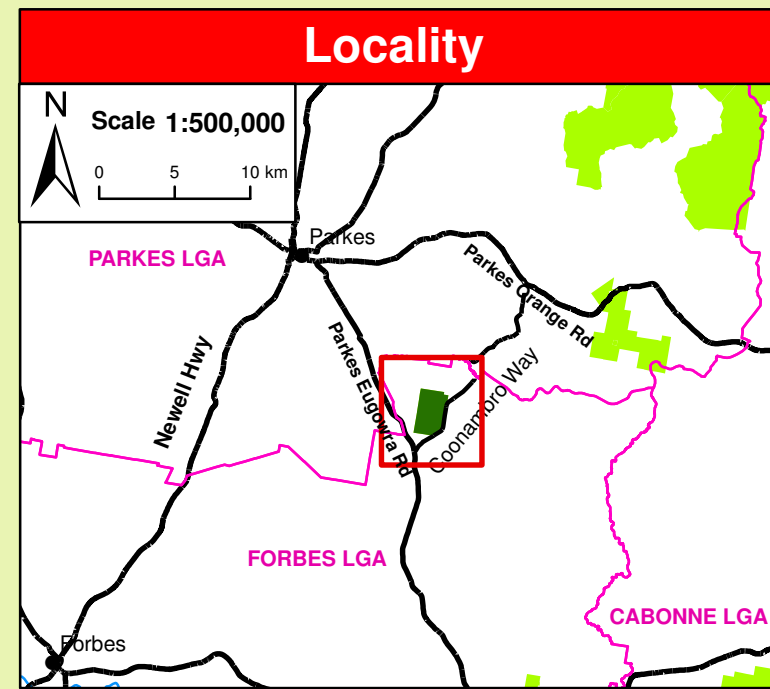 Locality
N
Scale 1:500,000
0 5 10 km
Parkes
PARKES LGA
Parkes Orange Rd
Newell Hwy
Parkes Eugowra Rd
Coonambro Way
FORBES LGA
CABONNE LGA
Forbes